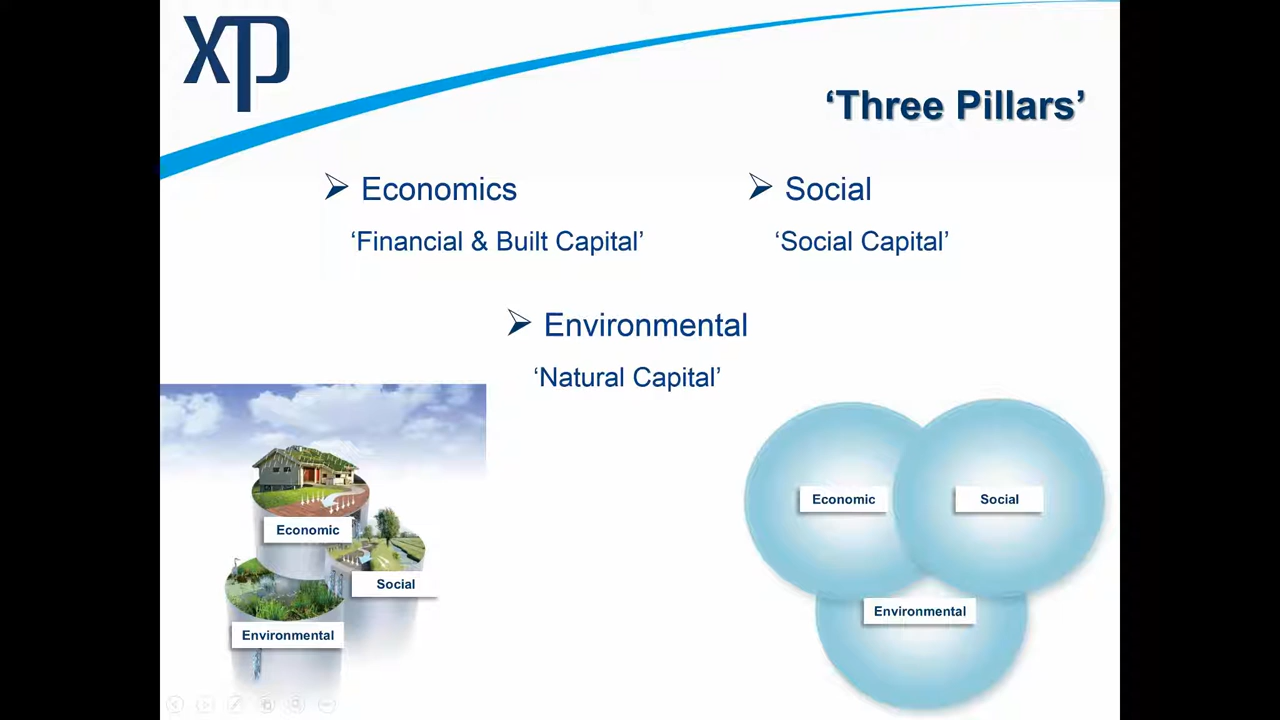 xp
‘Three Pillars’
Economics
‘Financial & Built Capital’
Social
‘Social Capital’
Environmental
‘Natural Capital’
Economic
Social
Environmental
Economic
Social
Environmental